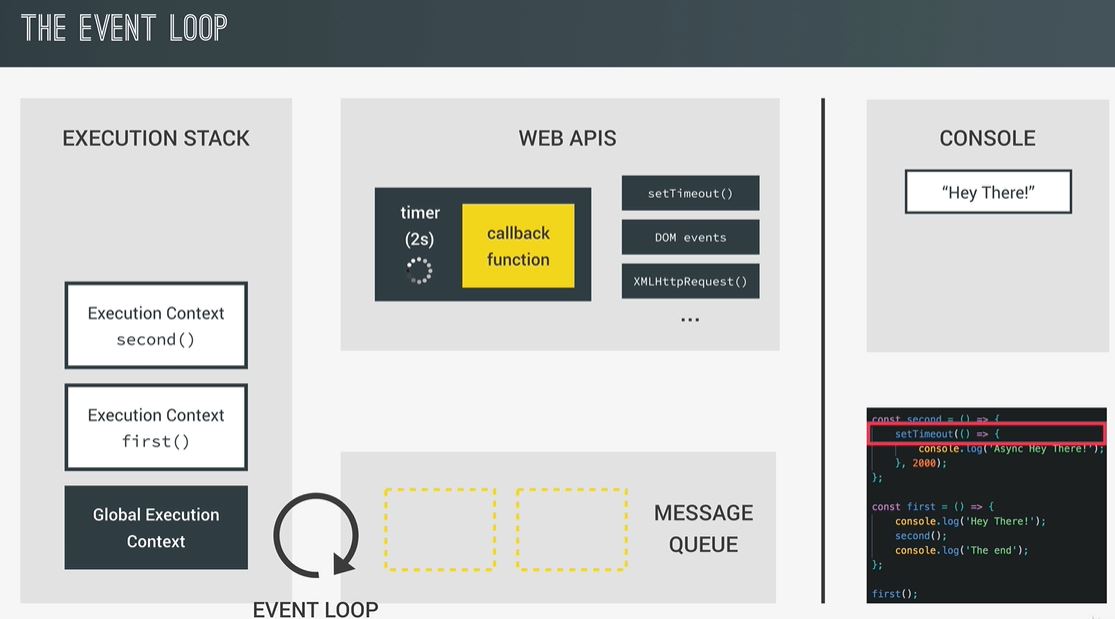 THE EVENT LOOP
EXECUTION STACK
Execution Context
second()
Execution Context
first()
Global Execution
Context
EVENT LOOP
WEB APIS
timer
(2s)
callback
function
setTimeout()
DOM events
XMLHttpRequest()
...
MESSAGE
QUEUE
CONSOLE
“Hey There!”
const second = () => {
setTimeout(() => {
console.log('Async Hey There!');
}, 2000);
};
const first = () => {
console.log('Hey There!');
second();
console.log('The end');
};
first();